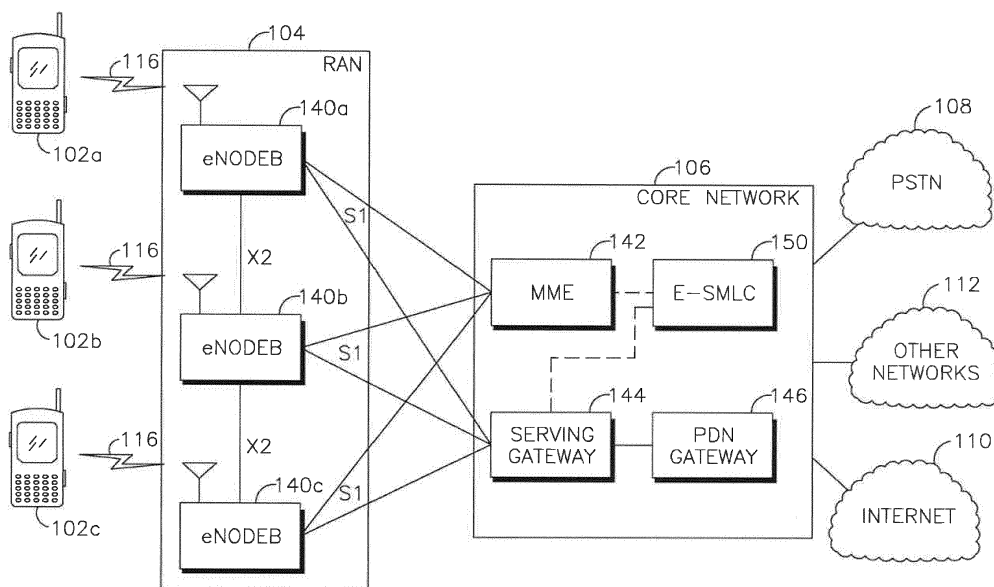 104
RAN
116
140a
102a
eNODEB
108
PSTN
106
CORE NETWORK
S1
142
150
X2
116
MME
E-SMLC
112
140b
102b
eNODEB
OTHER
NETWORKS
S1
144
146
SERVING
GATEWAY
PDN
GATEWAY
116
X2
110
140c
S1
102c
eNODEB
INTERNET